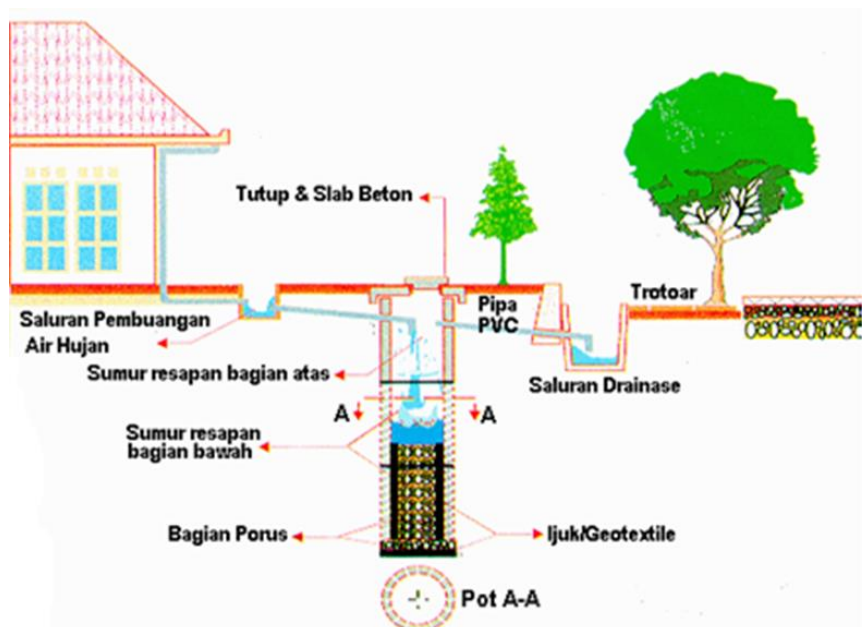 Tutup & Slab Beton
Pipa
PVC
Trotoar
Saluran Pembuangan
Air Hujan
Sumur resapan bagian atas
Saluran Drainase
A
A
Sumur resapan
bagian bawah
Bagian Porus
Ijuk/Geotextile
Pot A-A